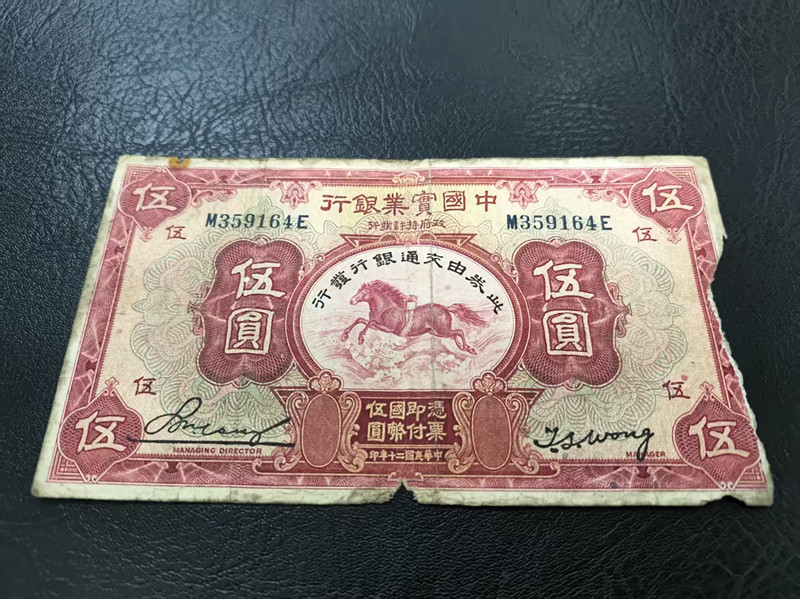 中國實業銀行
政府特許發行
伍
伍
M359164E
M359164E
伍
伍
此券由交通銀行發行
伍圓
伍圓
伍
伍
憑票即付國幣伍圓
中華民國二十年印
伍
伍
T.S. Wong
MANAGING DIRECTOR
MANAGER